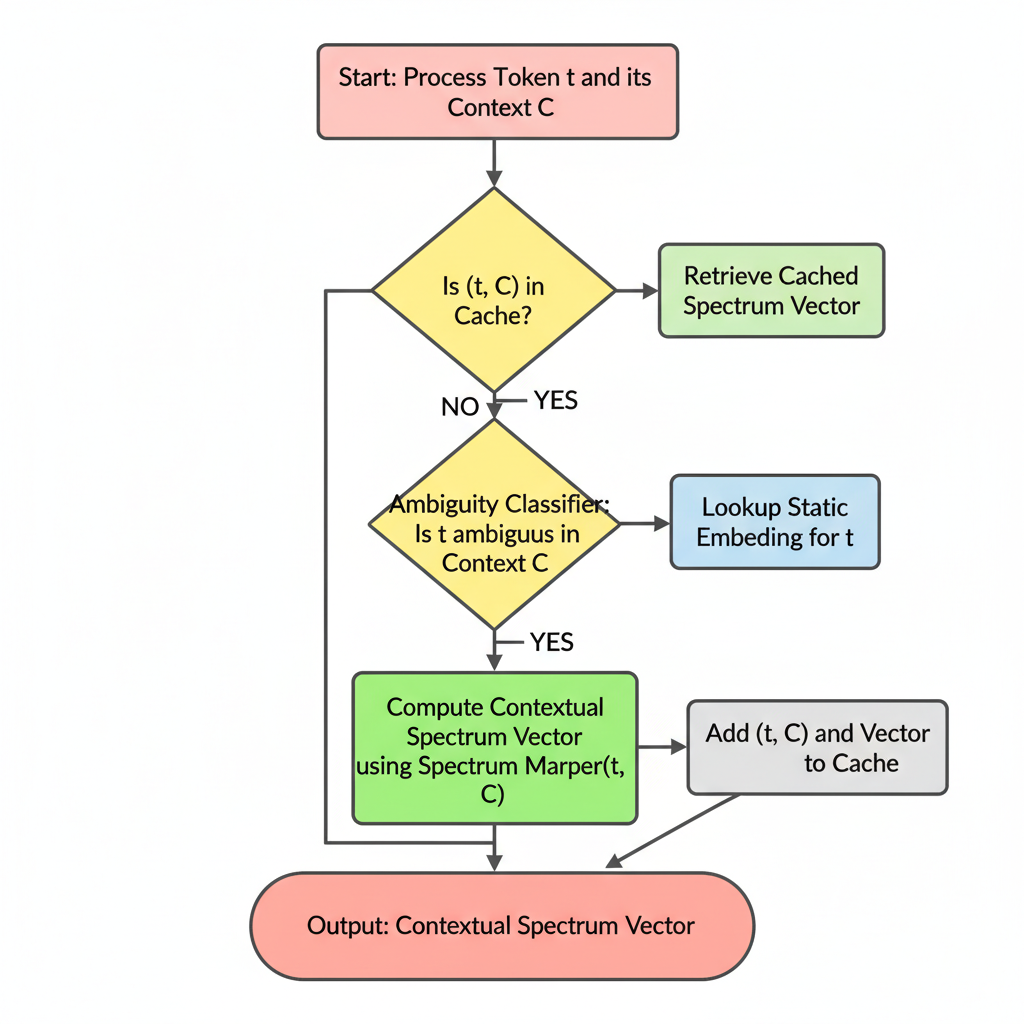 Start: Process Token t and its
Context C
Is (t, C) in
Cache?
Retrieve Cached
Spectrum Vector
NO
YES
Ambiguity Classifier:
Is t ambiguus in
Context C
Lookup Static
Embeding for t
YES
Compute Contextual
Spectrum Vector
using Spectrum Marper(t,
C)
Add (t, C) and Vector
to Cache
Output: Contextual Spectrum Vector